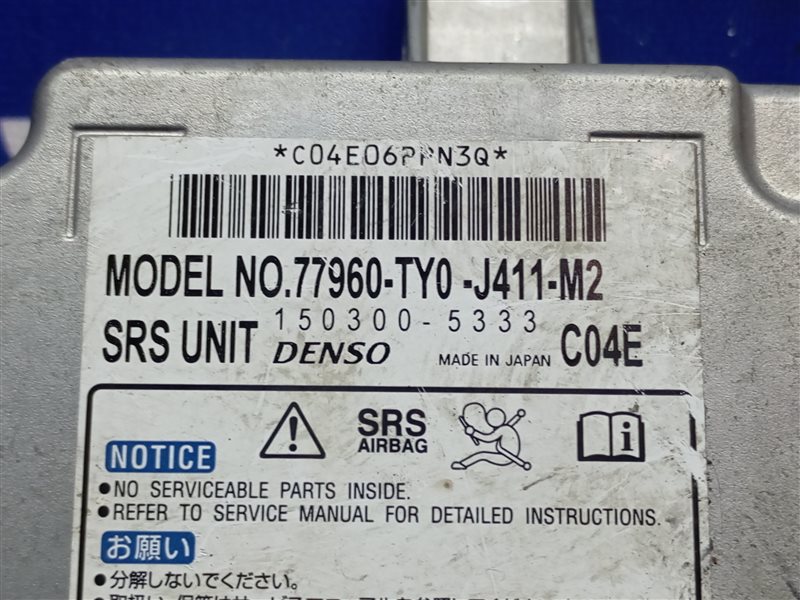 *C04E06PPN3Q*
MODEL NO.77960-TY0 -J411-M2
150300-5333
SRS UNIT DENSO MADE IN JAPAN C04E
SRS
AIRBAG
NOTICE
●NO SERVICEABLE PARTS INSIDE.
●REFER TO SERVICE MANUAL FOR DETAILED INSTRUCTIONS.
お願い
●分解しないでください。